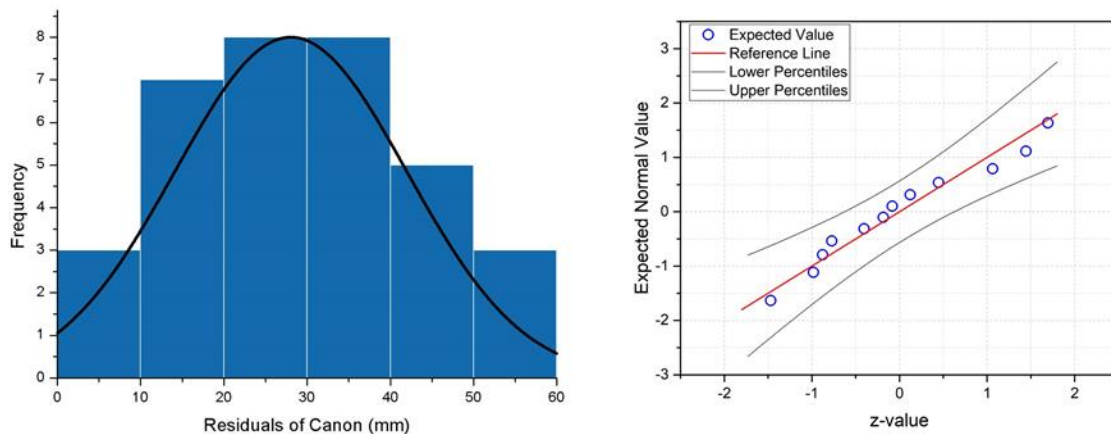 Frequency
8
7
6
5
4
3
2
1
0
0 10 20 30 40 50 60
Residuals of Canon (mm)
Expected Value
Reference Line
Lower Percentiles
Upper Percentiles
Expected Normal Value
3
2
1
0
-1
-2
-3
-2 -1 0 1 2
z-value